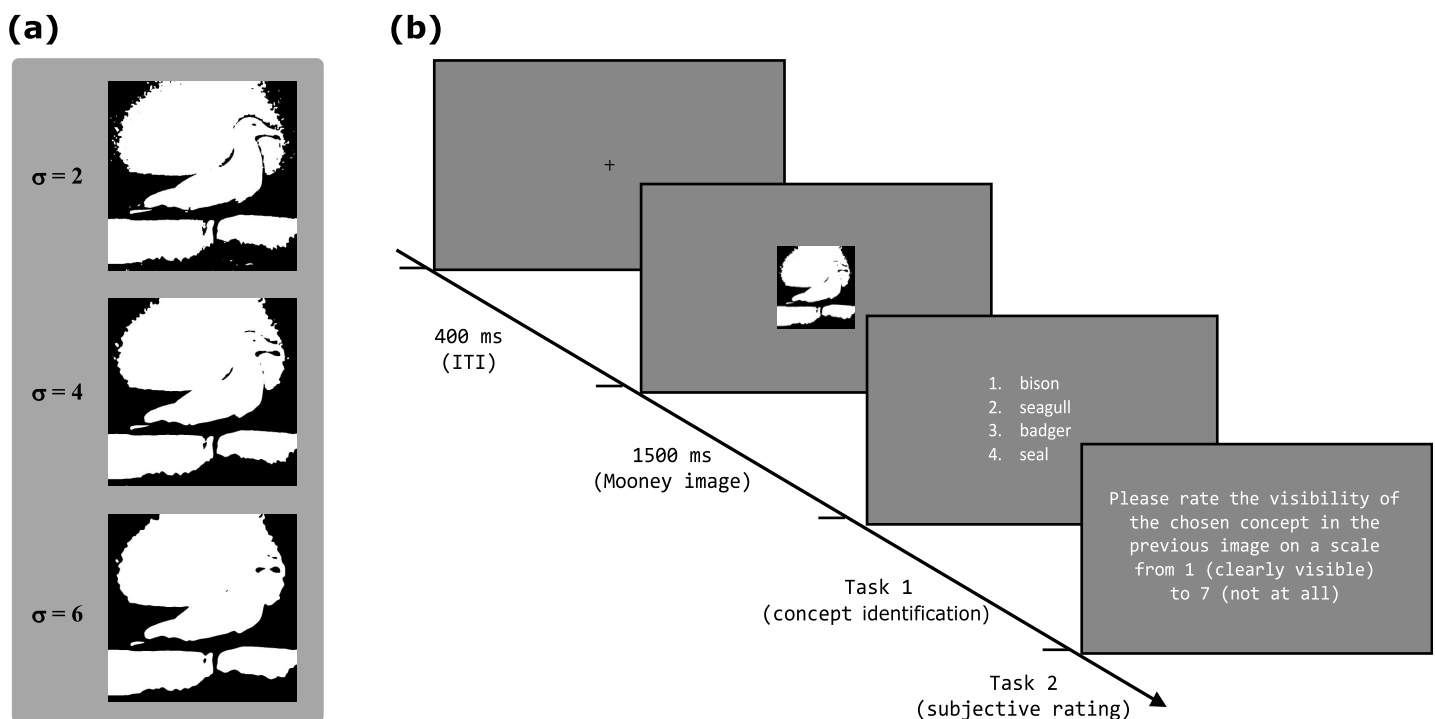 (a)
σ = 2
σ = 4
σ = 6
(b)
+
400 ms
(ITI)
1500 ms
(Mooney image)
1. bison
2. seagull
3. badger
4. seal
Task 1
(concept identification)
Please rate the visibility of
the chosen concept in the
previous image on a scale
from 1 (clearly visible)
to 7 (not at all)
Task 2
(subjective rating)